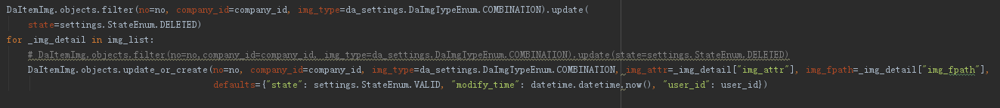 DaItemImg.objects.filter(no=no, company_id=company_id, img_type=da_settings.DaImgTypeEnum.COMBINATION).update(
state=settings.StateEnum.DELETED)
for _img_detail in img_list:
# DaItemImg.objects.filter(no=no,company_id=company_id, img_type=da_settings.DaImgTypeEnum.COMBINATION).update(state=settings.StateEnum.DELETED)
DaItemImg.objects.update_or_create(no=no, company_id=company_id, img_type=da_settings.DaImgTypeEnum.COMBINATION, img_attr=_img_detail["img_attr"], img_fpath=_img_detail["img_fpath"],
defaults={"state": settings.StateEnum.VALID, "modify_time": datetime.datetime.now(), "user_id": user_id})